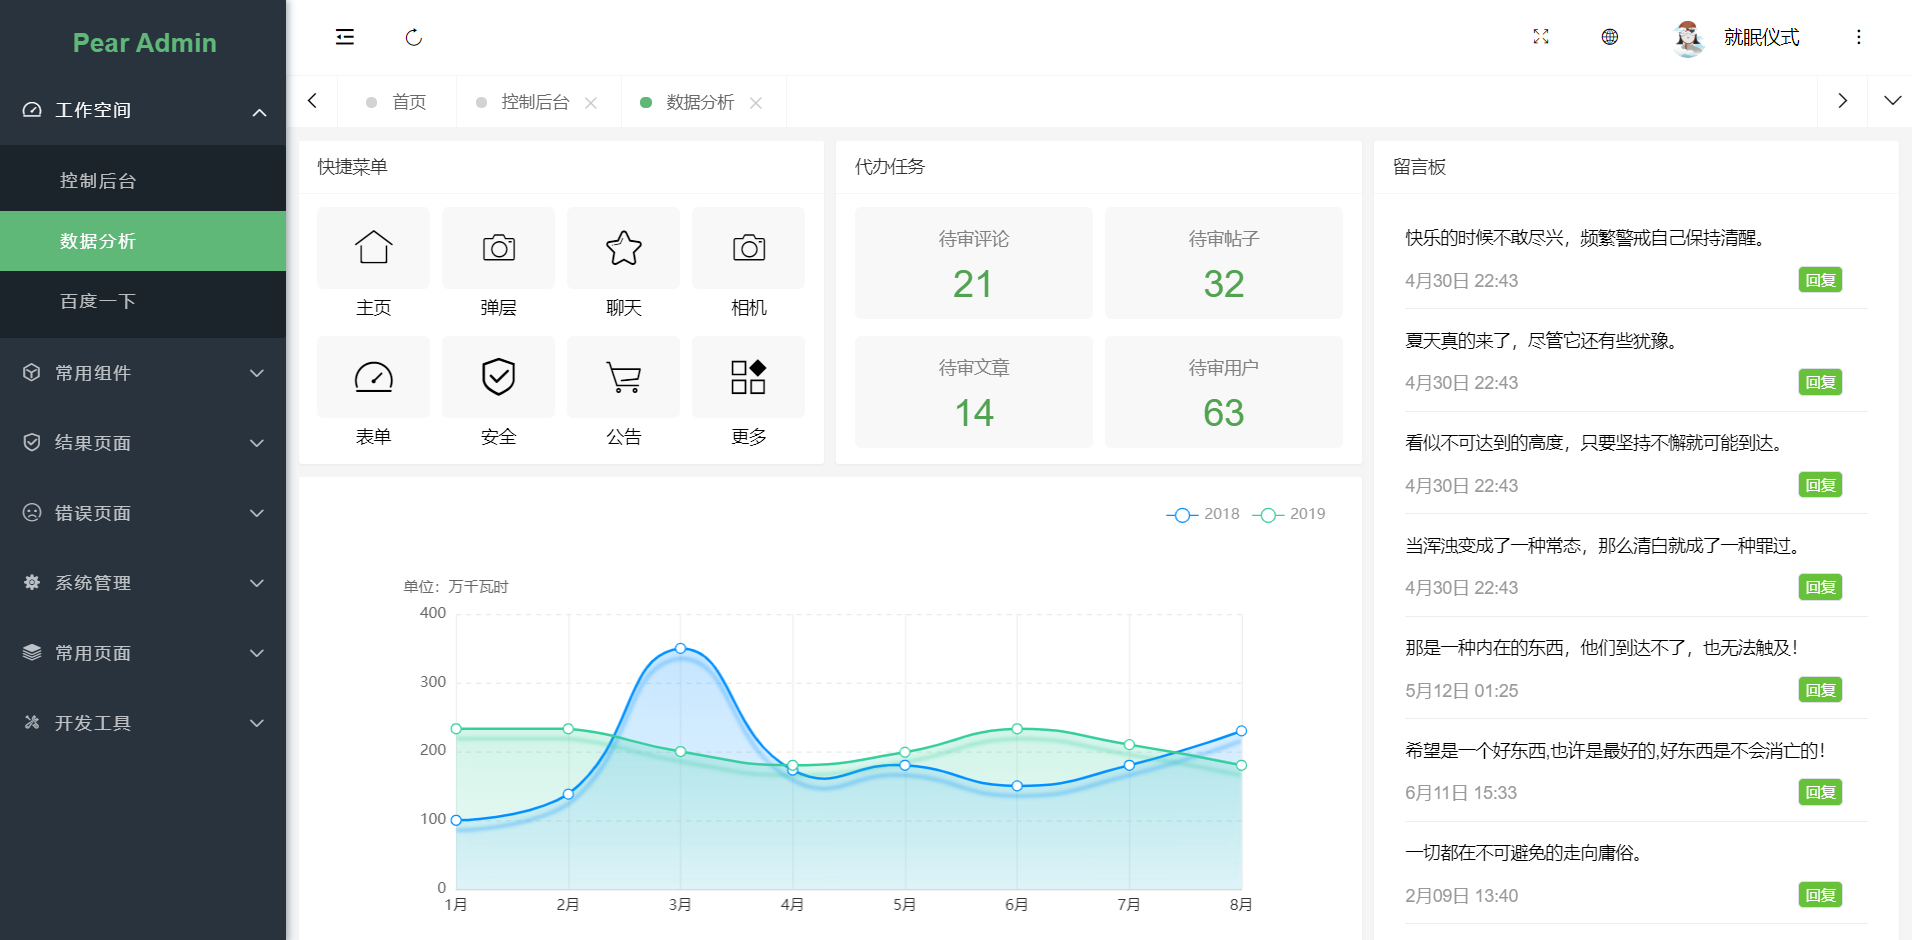 Pear Admin
工作空间
控制后台
数据分析
百度一下
常用组件
结果页面
错误页面
系统管理
常用页面
开发工具
就眠仪式
首页
控制后台
数据分析
快捷菜单
主页
弹层
聊天
相机
表单
安全
公告
更多
代办任务
待审评论
21
待审帖子
32
待审文章
14
待审用户
63
2018
2019
单位：万千瓦时
400
300
200
100
0
1月
2月
3月
4月
5月
6月
7月
8月
留言板
快乐的时候不敢尽兴，频繁警戒自己保持清醒。
4月30日 22:43
回复
夏天真的来了，尽管它还有些犹豫。
4月30日 22:43
回复
看似不可达到的高度，只要坚持不懈就可能到达。
4月30日 22:43
回复
当浑浊变成了一种常态，那么清白就成了一种罪过。
4月30日 22:43
回复
那是一种内在的东西，他们到达不了，也无法触及！
5月12日 01:25
回复
希望是一个好东西,也许是最好的,好东西是不会消亡的！
6月11日 15:33
回复
一切都在不可避免的走向庸俗。
2月09日 13:40
回复